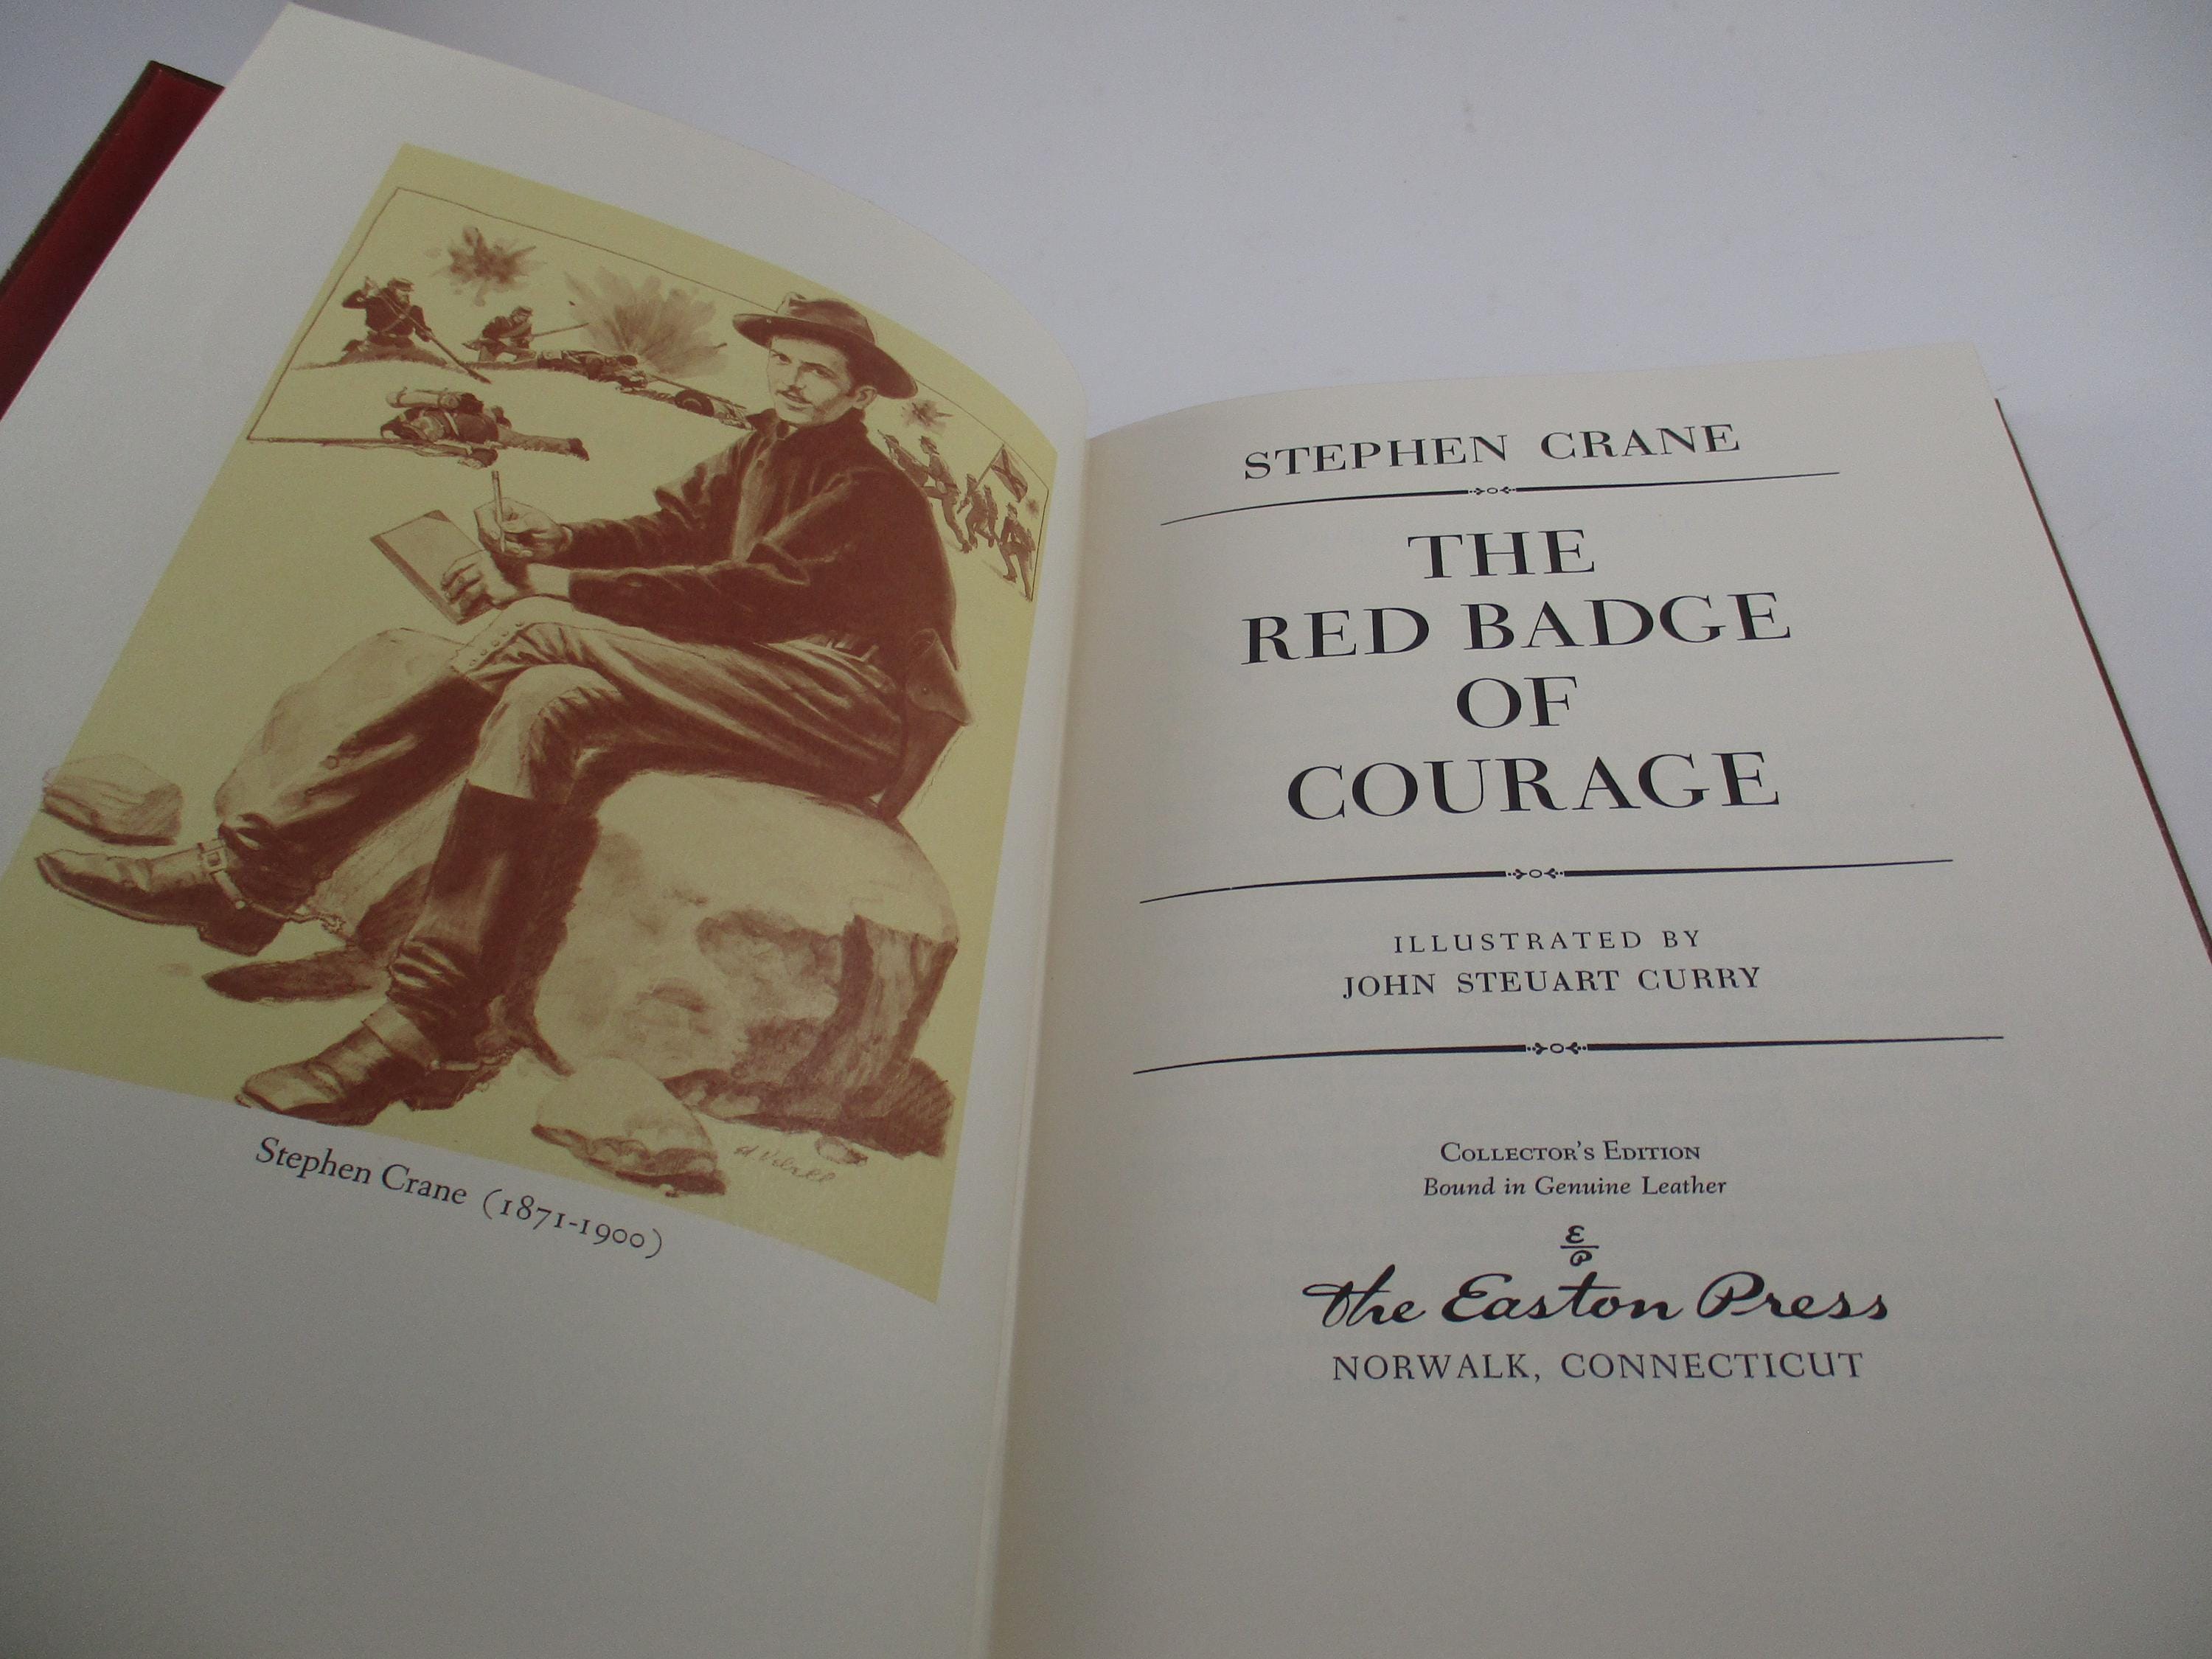 Stephen Crane (1871-1900)
STEPHEN CRANE
THE
RED BADGE
OF
COURAGE
ILLUSTRATED BY
JOHN STEUART CURRY
COLLECTOR'S EDITION
Bound in Genuine Leather
E
P
The Easton Press
NORWALK, CONNECTICUT